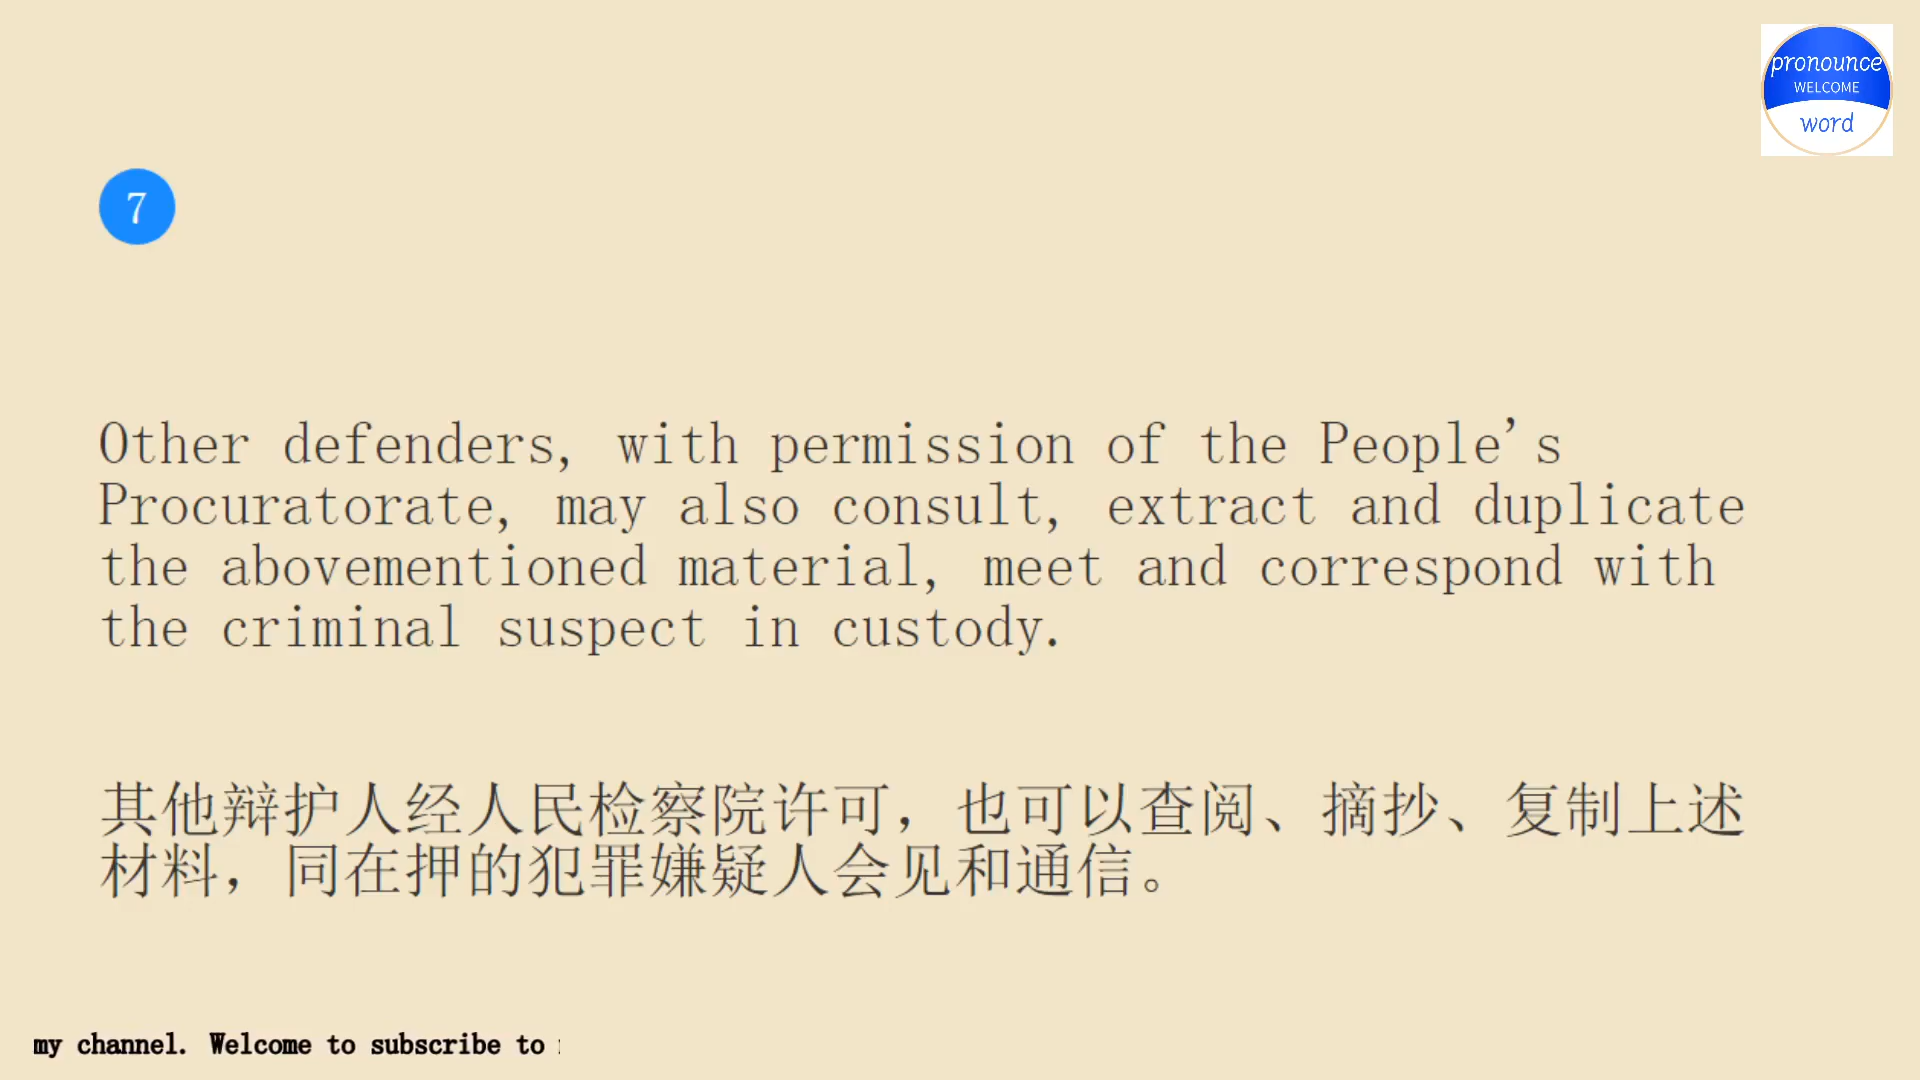 pronounce
WELCOME
word
7
Other defenders, with permission of the People's
Procuratorate, may also consult, extract and duplicate
the abovementioned material, meet and correspond with
the criminal suspect in custody.
其他辩护人经人民检察院许可，也可以查阅、摘抄、复制上述
材料，同在押的犯罪嫌疑人会见和通信。
my channel. Welcome to subscribe to